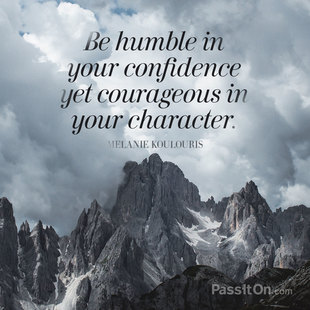 Be humble in
your confidence
yet courageous in
your character.
MELANIE KOULOURIS
PassItOn.com